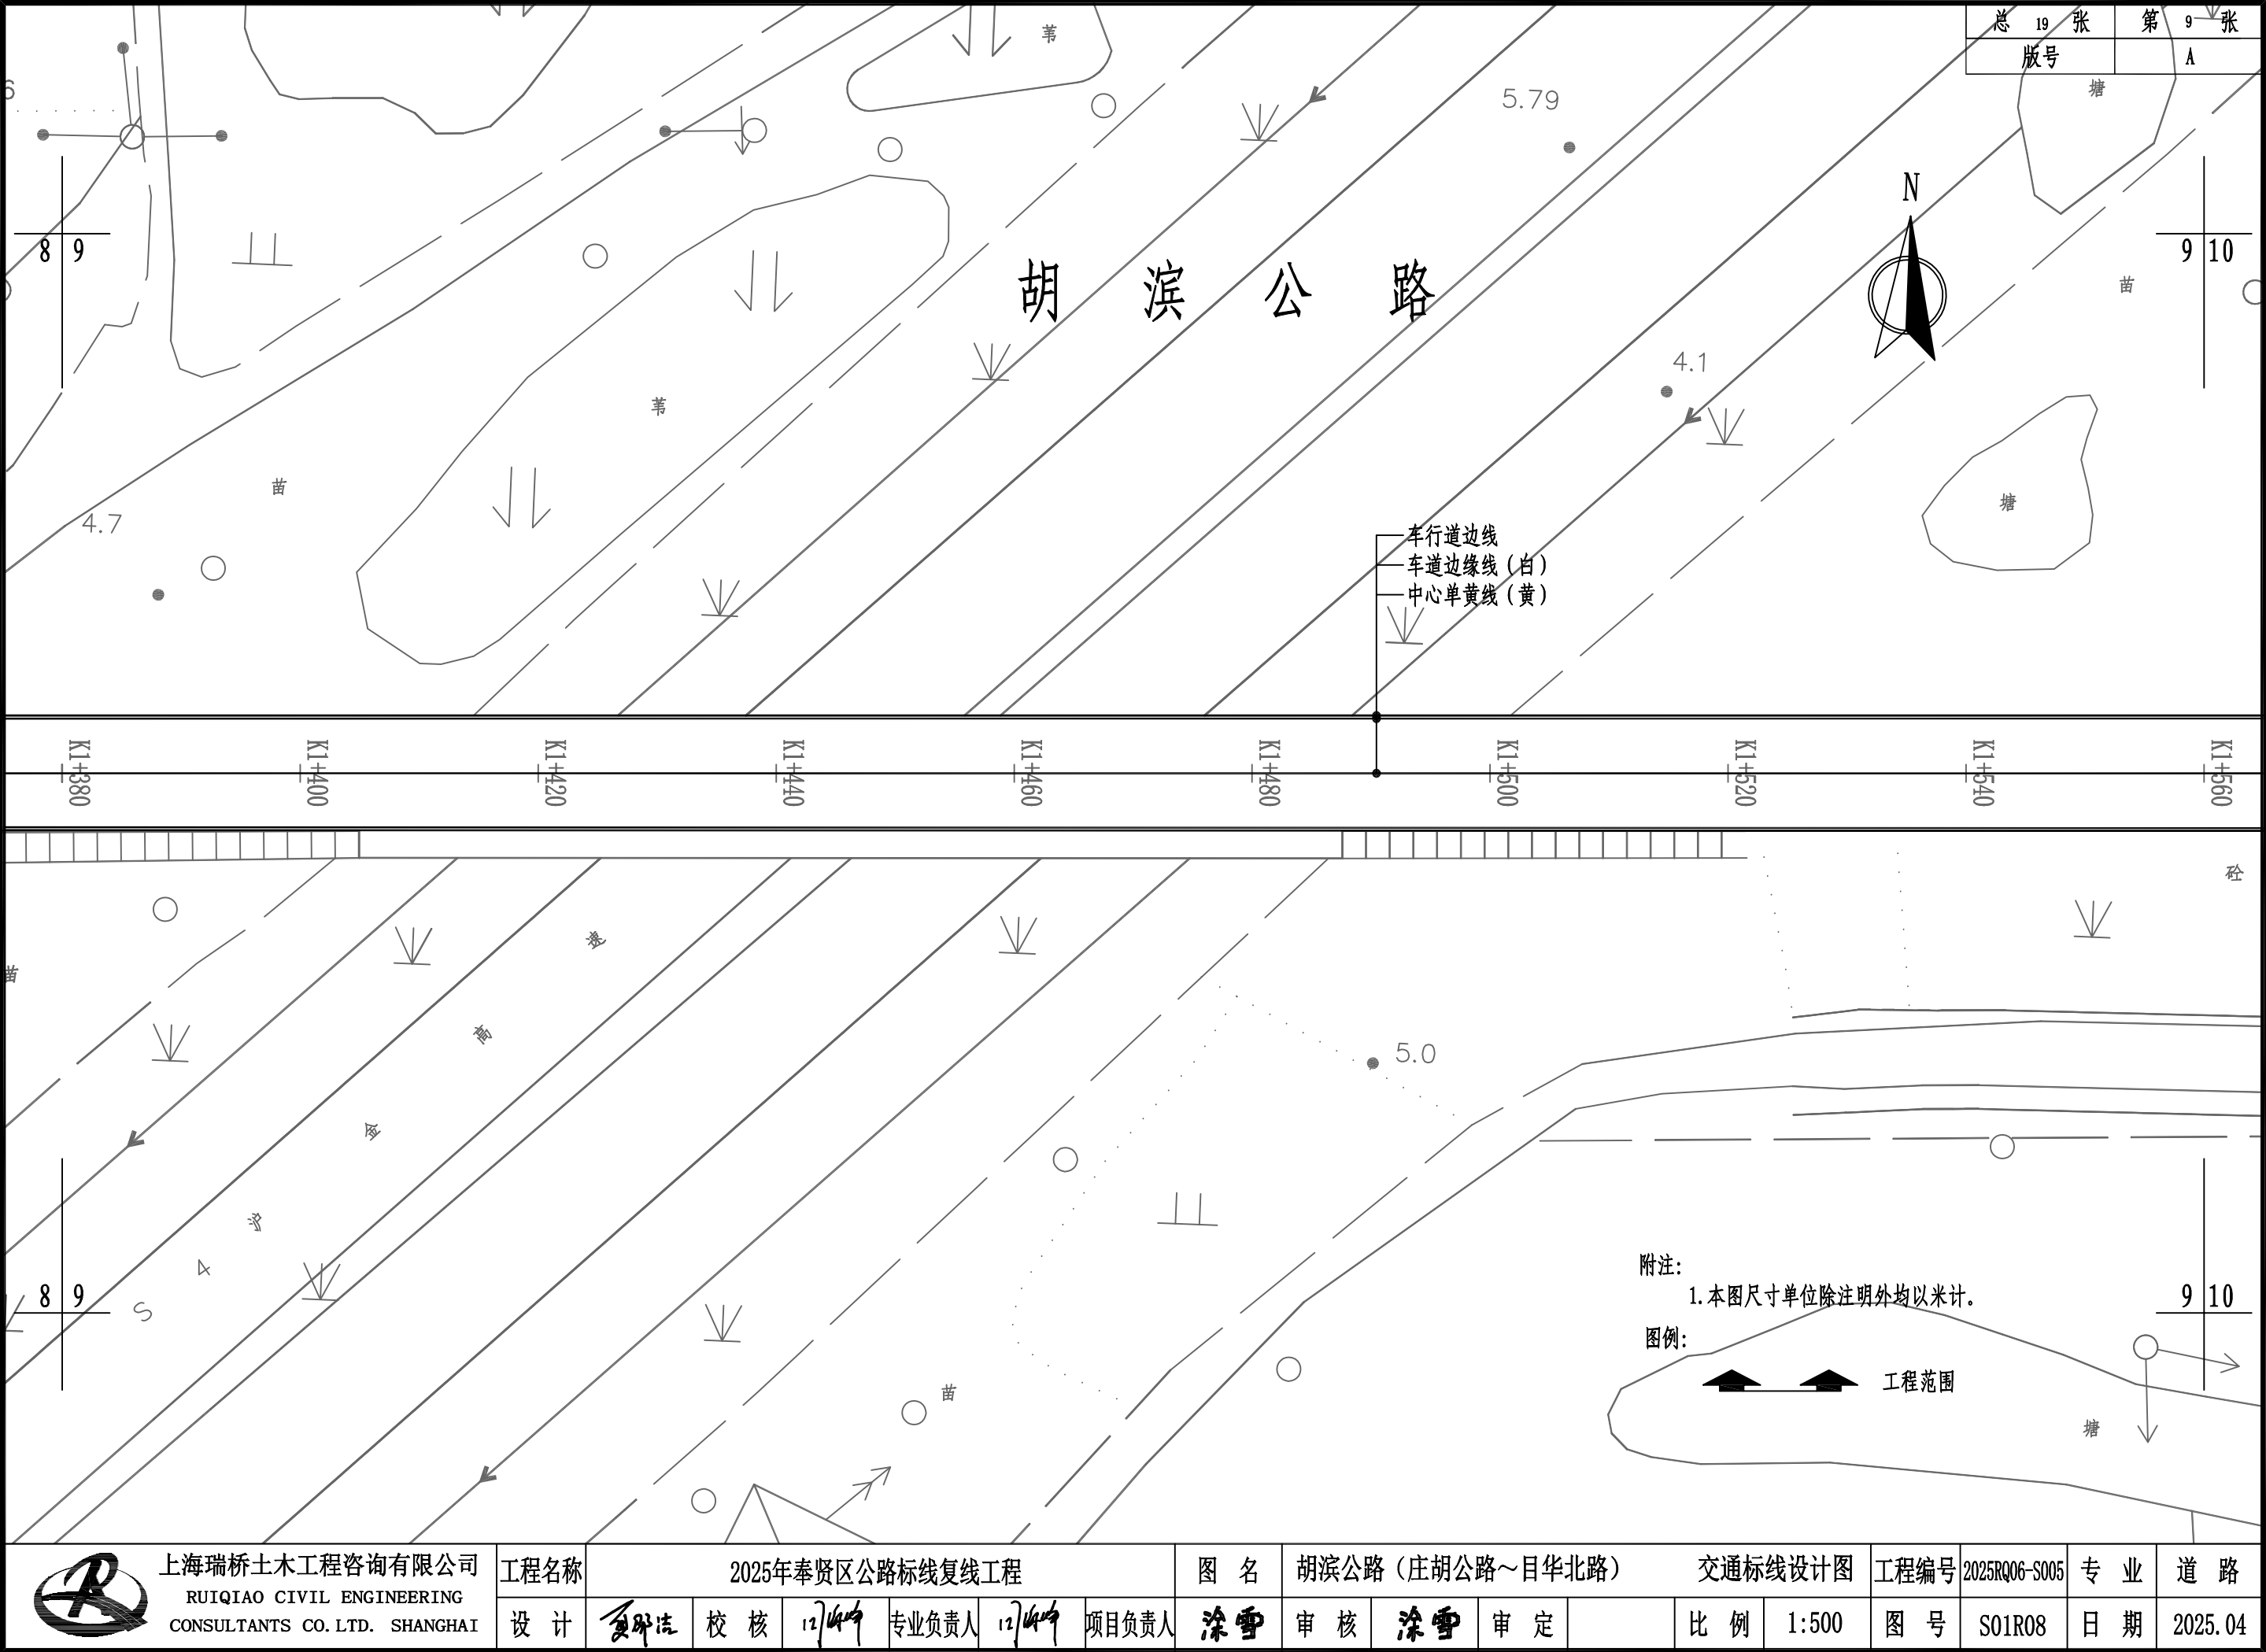 总 19 张 第 9 张
版号 A
苇
塘
5.79
N
8 9
9 10
苗
胡 滨 公 路
4.1
苇
苗
塘
4.7
车行道边线
车道边缘线（白）
中心单黄线（黄）
K1+380 K1+400 K1+420 K1+440 K1+460 K1+480 K1+500 K1+520 K1+540 K1+560
砼
苗
S 4 沪 金 高 速
5.0
附注:
1.本图尺寸单位除注明外均以米计。
8 9
9 10
图例:
工程范围
苗
塘
上海瑞桥土木工程咨询有限公司
RUIQIAO CIVIL ENGINEERING
CONSULTANTS CO.LTD. SHANGHAI
工程名称 2025年奉贤区公路标线复线工程 图 名 胡滨公路（庄胡公路～目华北路） 交通标线设计图 工程编号 2025RQ06-S005 专 业 道 路
设 计 校 核 专业负责人 项目负责人 涂雪 审 核 涂雪 审 定 比 例 1:500 图 号 S01R08 日 期 2025.04